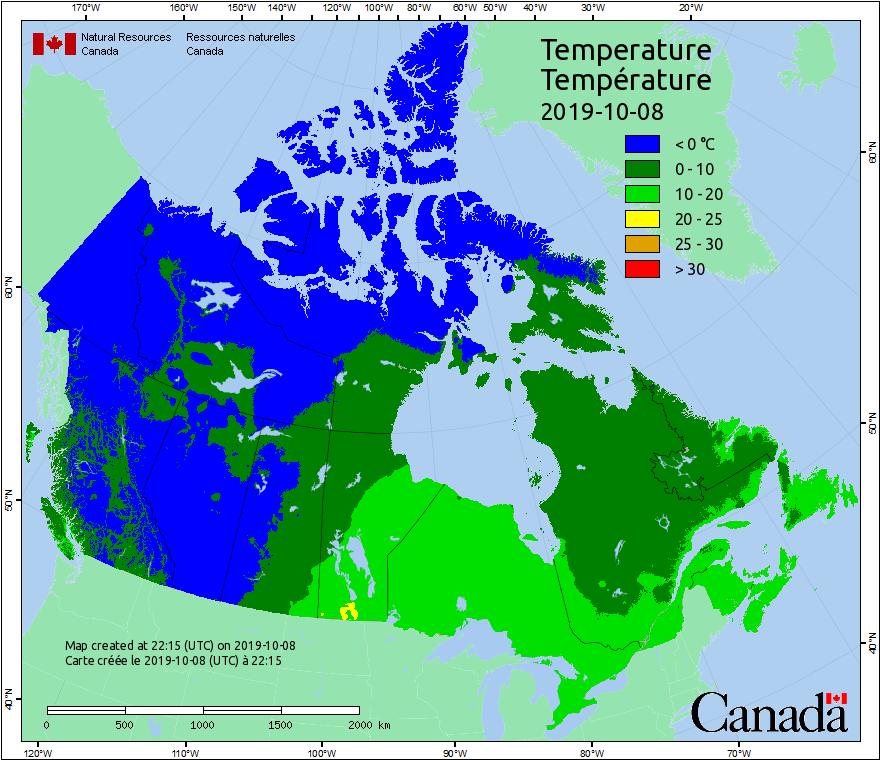 170°W 160°W 150°W 140°W 130°W 120°W 110°W 100°W 90°W 80°W 70°W 60°W 50°W 40°W 30°W 20°W
Natural Resources Canada
Ressources naturelles Canada
Temperature
Température
2019-10-08
< 0 °C
0 - 10
10 - 20
20 - 25
25 - 30
> 30
60°N
60°N
50°N
50°N
40°N
40°N
Map created at 22:15 (UTC) on 2019-10-08
Carte créée le 2019-10-08 (UTC) à 22:15
0 500 1000 1500 2000 km
Canada
120°W 110°W 100°W 90°W 80°W 70°W